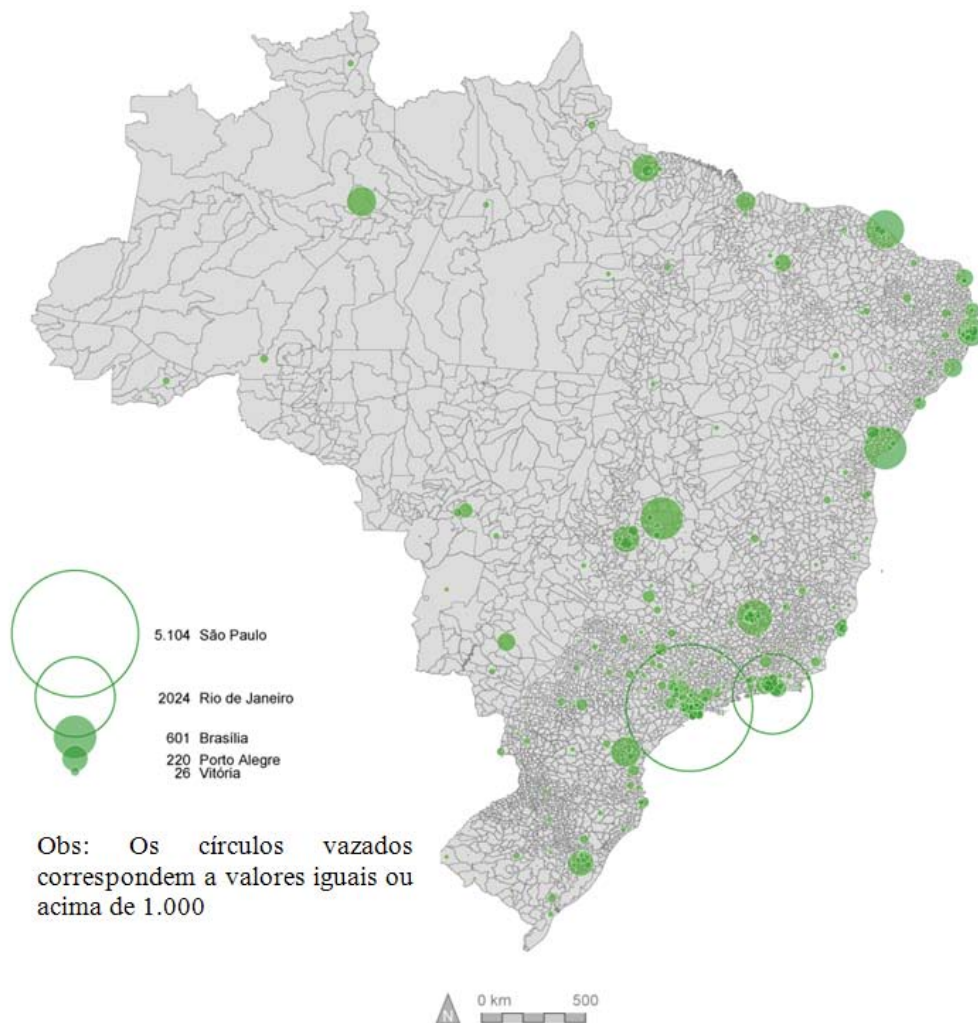 5.104 São Paulo
2024 Rio de Janeiro
601 Brasília
220 Porto Alegre
26 Vitória
Obs: Os círculos vazados
correspondem a valores iguais ou
acima de 1.000
N
0 km 500